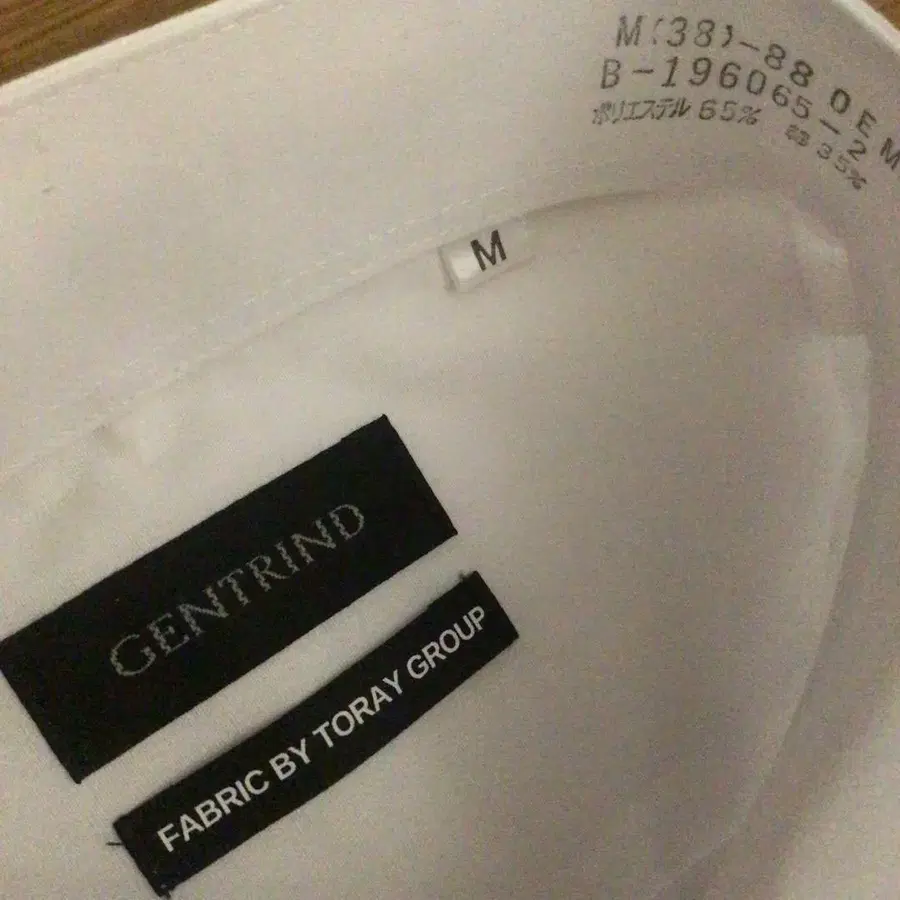 M(38)-88 OEM
B-196065-2
ポリエステル 65% 綿 35%
M
GENTRIND
FABRIC BY TORAY GROUP